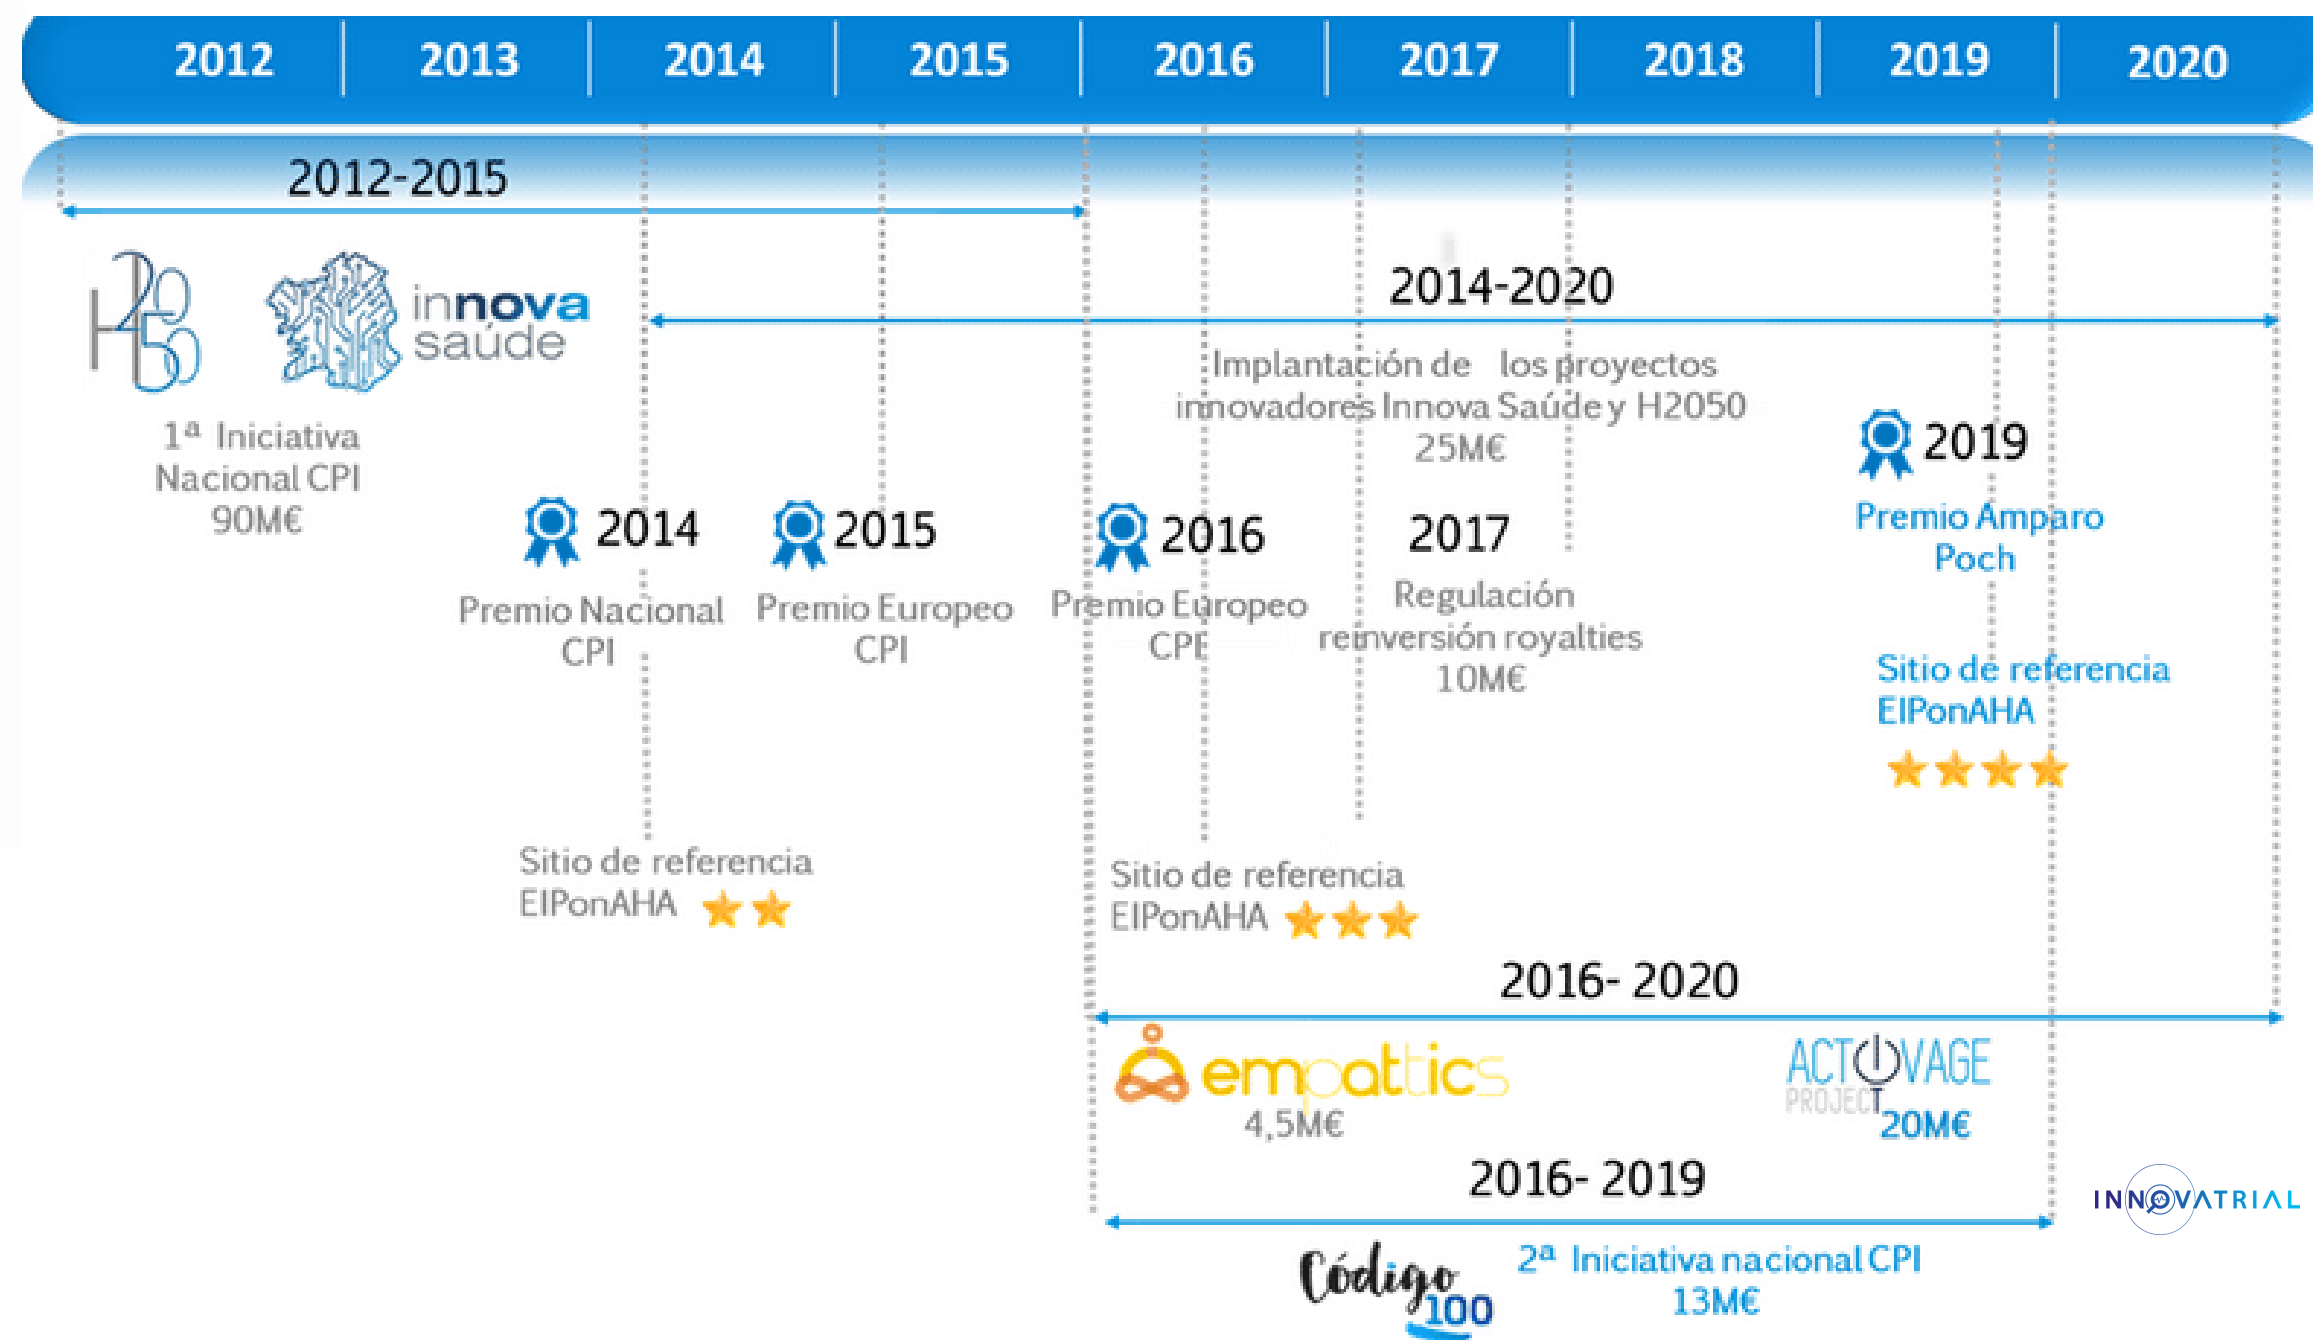 2012 2013 2014 2015 2016 2017 2018 2019 2020
2012-2015
H2050
innova
saúde
1ª Iniciativa
Nacional CPI
90M€
2014-2020
Implantación de los proyectos
innovadores Innova Saúde y H2050
25M€
2014
Premio Nacional
CPI
2015
Premio Europeo
CPI
2016
Premio Europeo
CPE
2017
Regulación
reinversión royalties
10M€
2019
Premio Amparo
Poch
Sitio de referencia
EIPonAHA
Sitio de referencia
EIPonAHA
Sitio de referencia
EIPonAHA
2016- 2020
empattics
4,5M€
ACTIVAGE
PROJECT
20M€
2016- 2019
INNOVATRIAL
Código
100
2ª Iniciativa nacional CPI
13M€